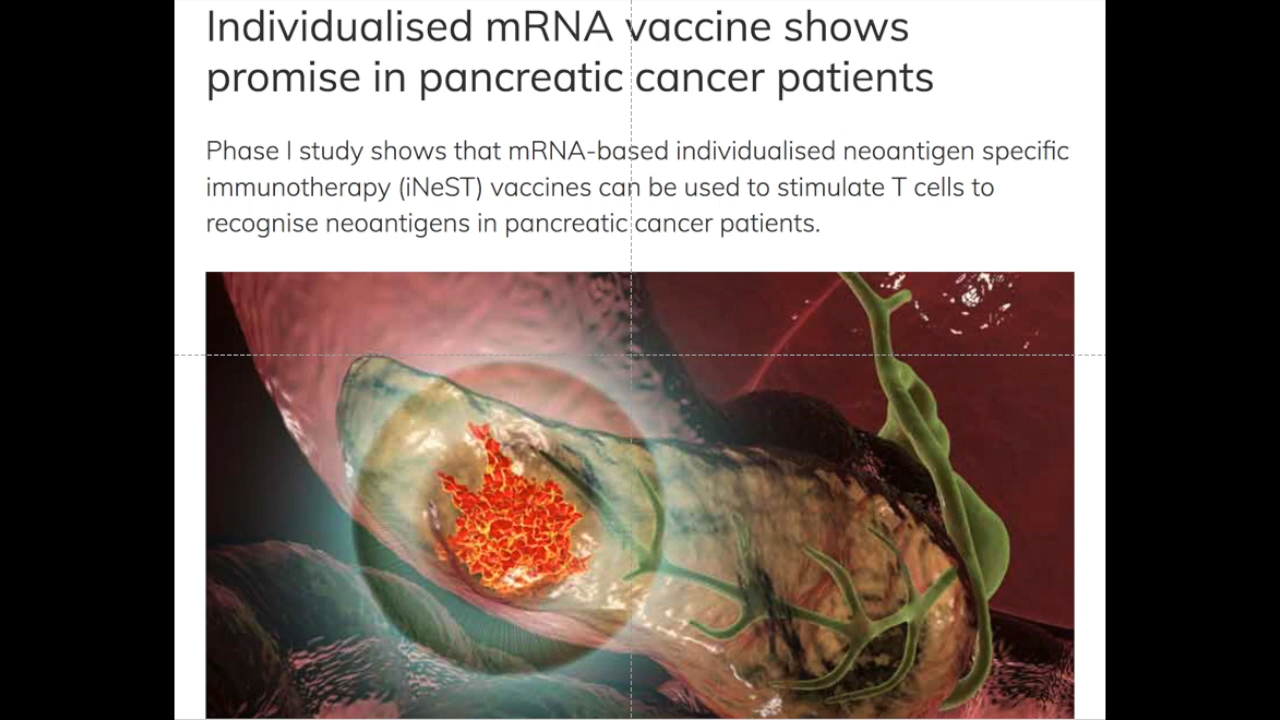 Individualised mRNA vaccine shows
promise in pancreatic cancer patients
Phase I study shows that mRNA-based individualised neoantigen specific
immunotherapy (iNeST) vaccines can be used to stimulate T cells to
recognise neoantigens in pancreatic cancer patients.